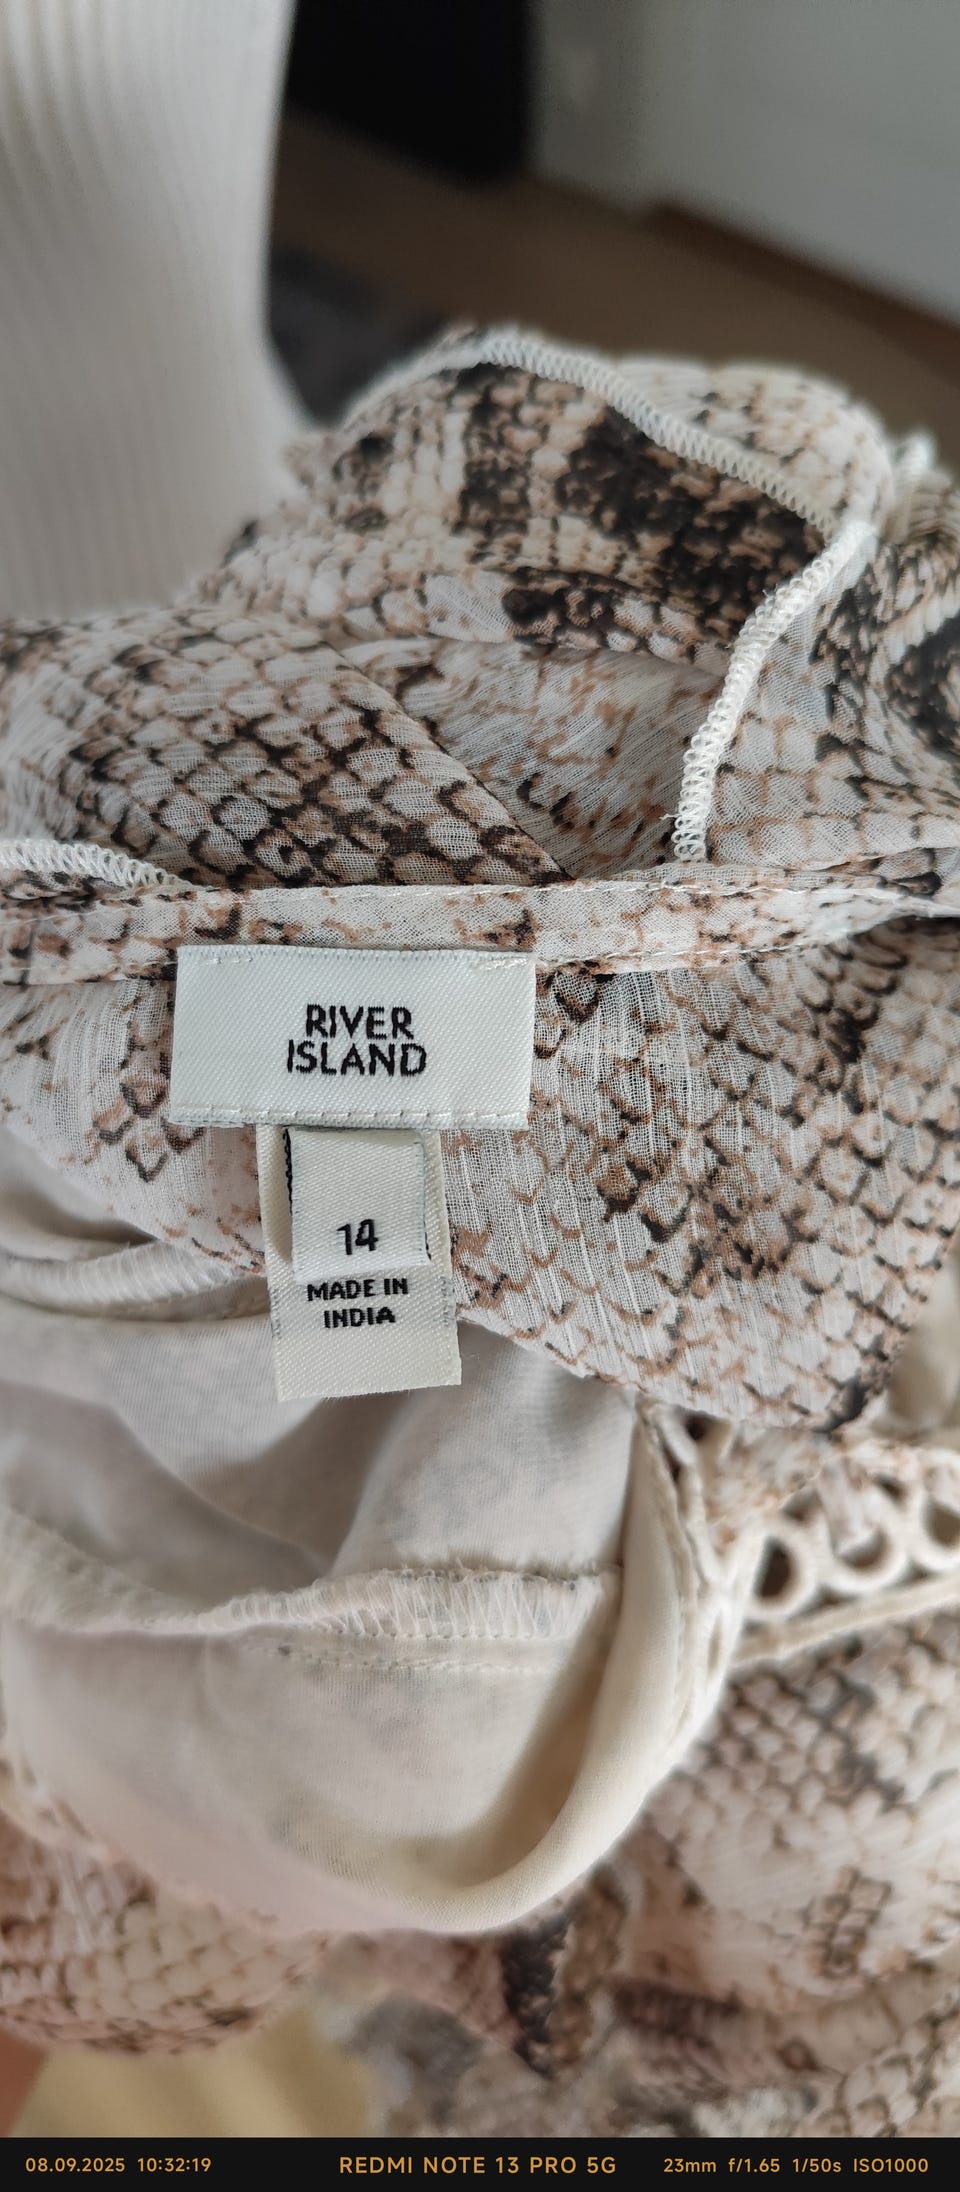 RIVER
ISLAND
14
MADE IN
INDIA
08.09.2025 10:32:19 REDMI NOTE 13 PRO 5G 23mm f/1.65 1/50s ISO1000